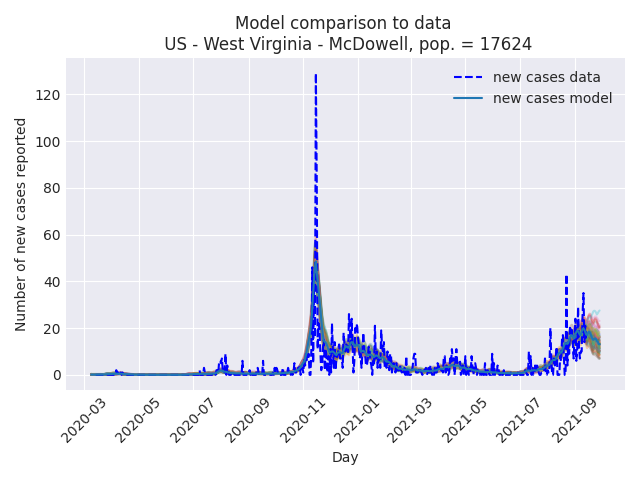 Model comparison to data
US - West Virginia - McDowell, pop. = 17624
new cases data
new cases model
Number of new cases reported
120
100
80
60
40
20
0
2020-03
2020-05
2020-07
2020-09
2020-11
2021-01
2021-03
2021-05
2021-07
2021-09
Day